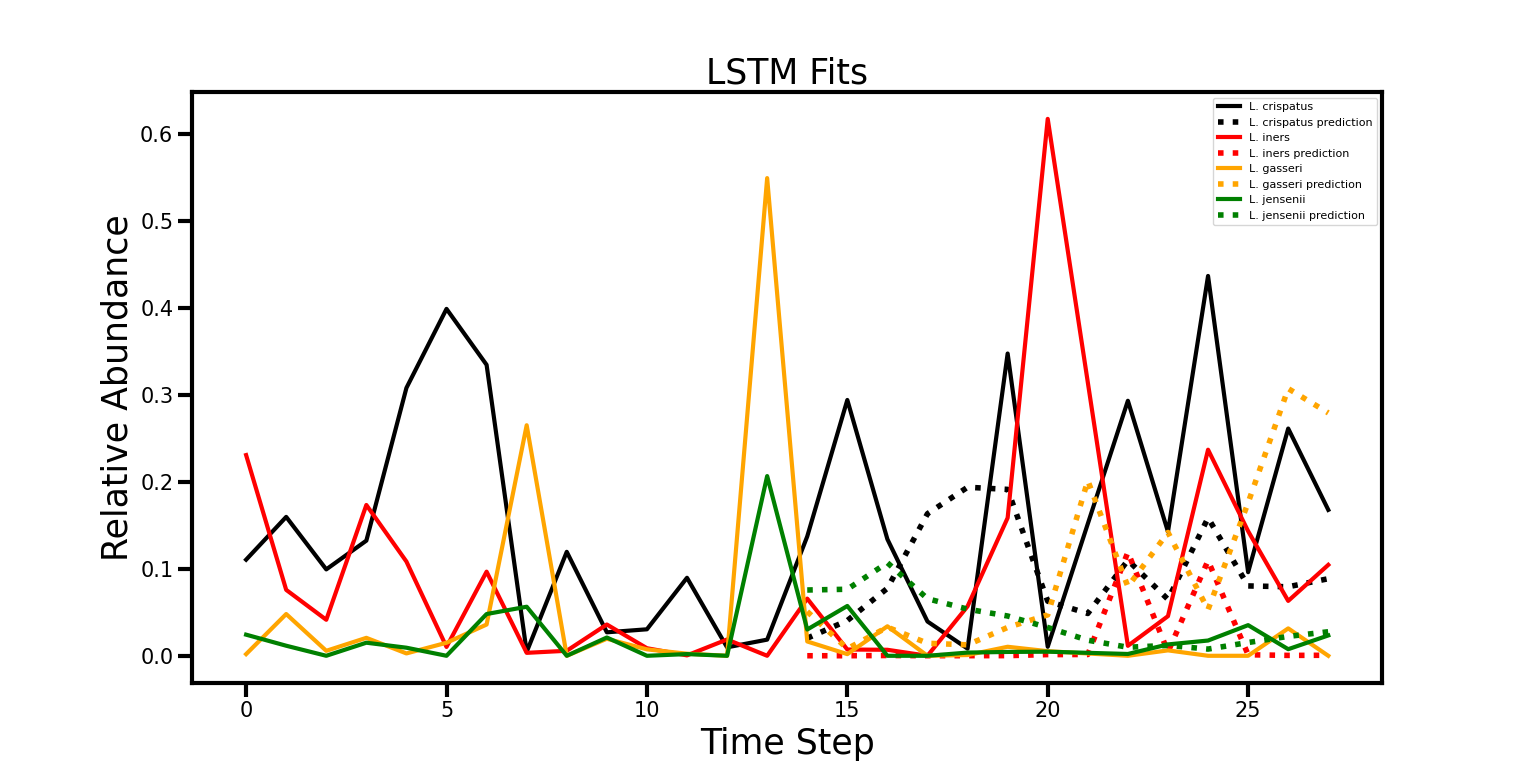 LSTM Fits
L. crispatus
L. crispatus prediction
L. iners
L. iners prediction
L. gasseri
L. gasseri prediction
L. jensenii
L. jensenii prediction
Relative Abundance
0.6
0.5
0.4
0.3
0.2
0.1
0.0
0 5 10 15 20 25
Time Step